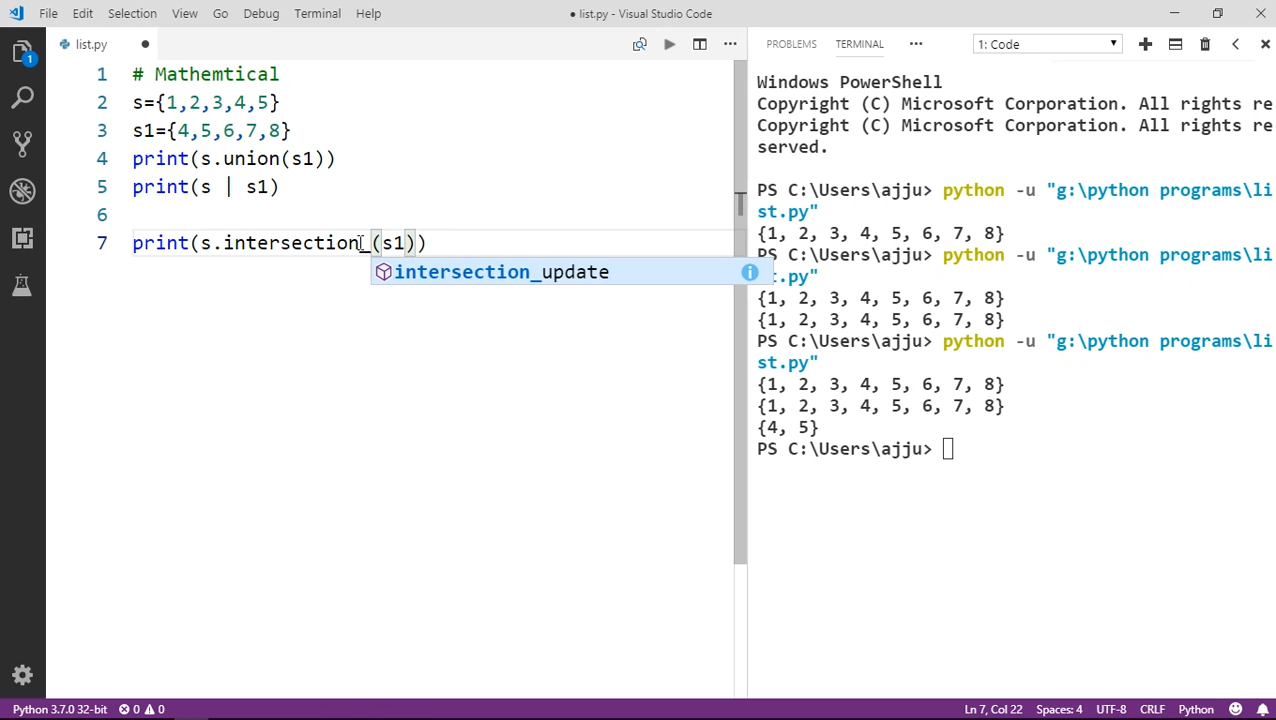 File Edit Selection View Go Debug Terminal Help
● list.py - Visual Studio Code
list.py
PROBLEMS TERMINAL ••• 1: Code
1 # Mathemtical
2 s={1,2,3,4,5}
3 s1={4,5,6,7,8}
4 print(s.union(s1))
5 print(s | s1)
6
7 print(s.intersection_(s1))
intersection_update
Windows PowerShell
Copyright (C) Microsoft Corporation. All rights re
Copyright (C) Microsoft Corporation. All rights re
served.
PS C:\Users\ajju> python -u "g:\python programs\li
st.py"
{1, 2, 3, 4, 5, 6, 7, 8}
PS C:\Users\ajju> python -u "g:\python programs\li
t.py"
{1, 2, 3, 4, 5, 6, 7, 8}
{1, 2, 3, 4, 5, 6, 7, 8}
PS C:\Users\ajju> python -u "g:\python programs\li
st.py"
{1, 2, 3, 4, 5, 6, 7, 8}
{1, 2, 3, 4, 5, 6, 7, 8}
{4, 5}
PS C:\Users\ajju>
1
Python 3.7.0 32-bit 0 0 Ln 7, Col 22 Spaces: 4 UTF-8 CRLF Python